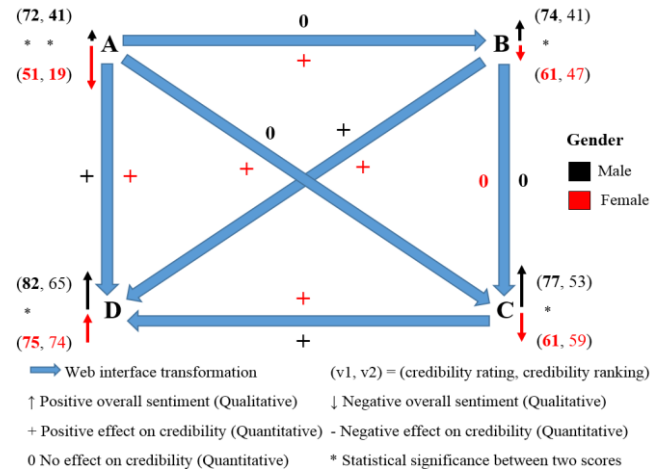 (72, 41)
* *
(51, 19)
A
0
+
B
(74, 41)
*
(61, 47)
0
+
+
+
+
+
0
0
Gender
Male
Female
(82, 65)
*
(75, 74)
D
+
+
C
(77, 53)
*
(61, 59)
Web interface transformation
(v1, v2) = (credibility rating, credibility ranking)
↑ Positive overall sentiment (Qualitative)
↓ Negative overall sentiment (Qualitative)
+ Positive effect on credibility (Quantitative)
- Negative effect on credibility (Quantitative)
0 No effect on credibility (Quantitative)
* Statistical significance between two scores